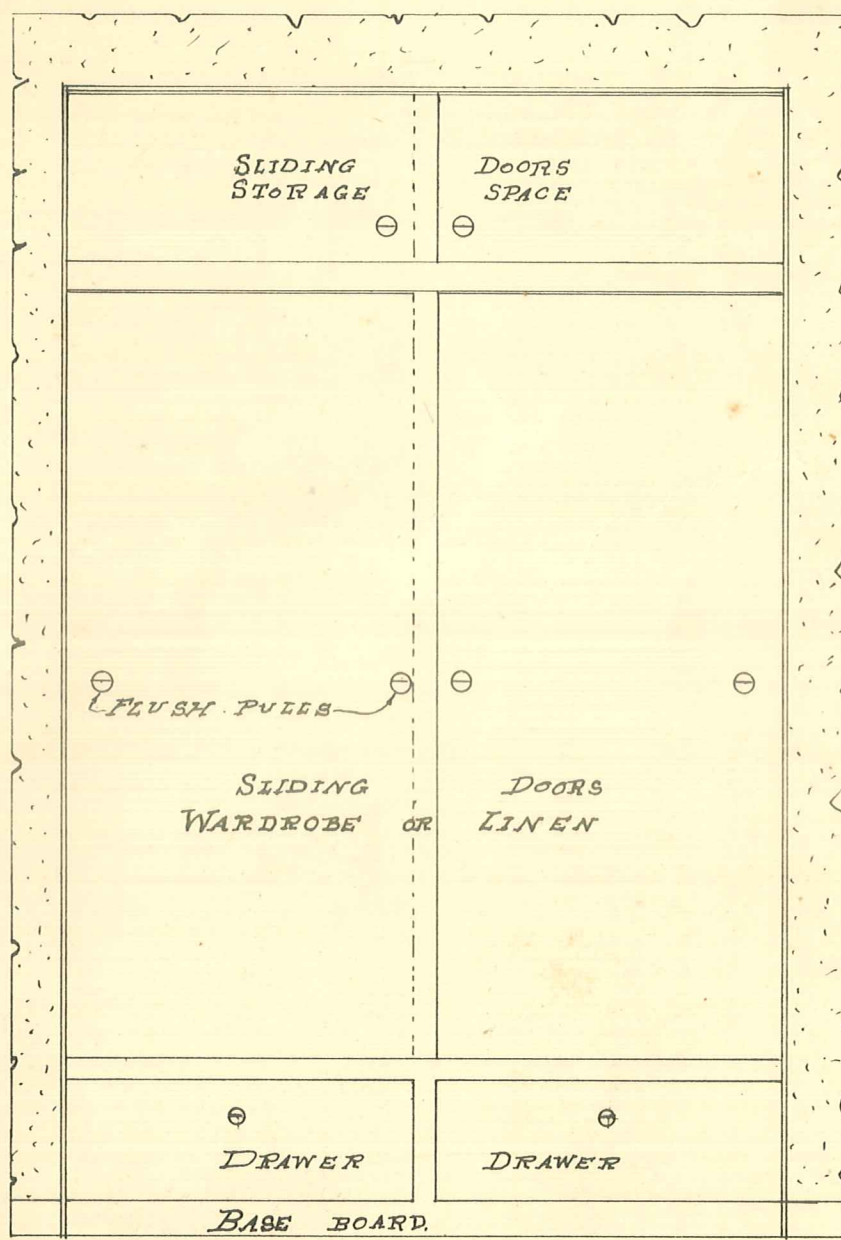 SLIDING DOORS
STORAGE SPACE
FLUSH PULLS
SLIDING DOORS
WARDROBE OR LINEN
DRAWER DRAWER
BASE BOARD.